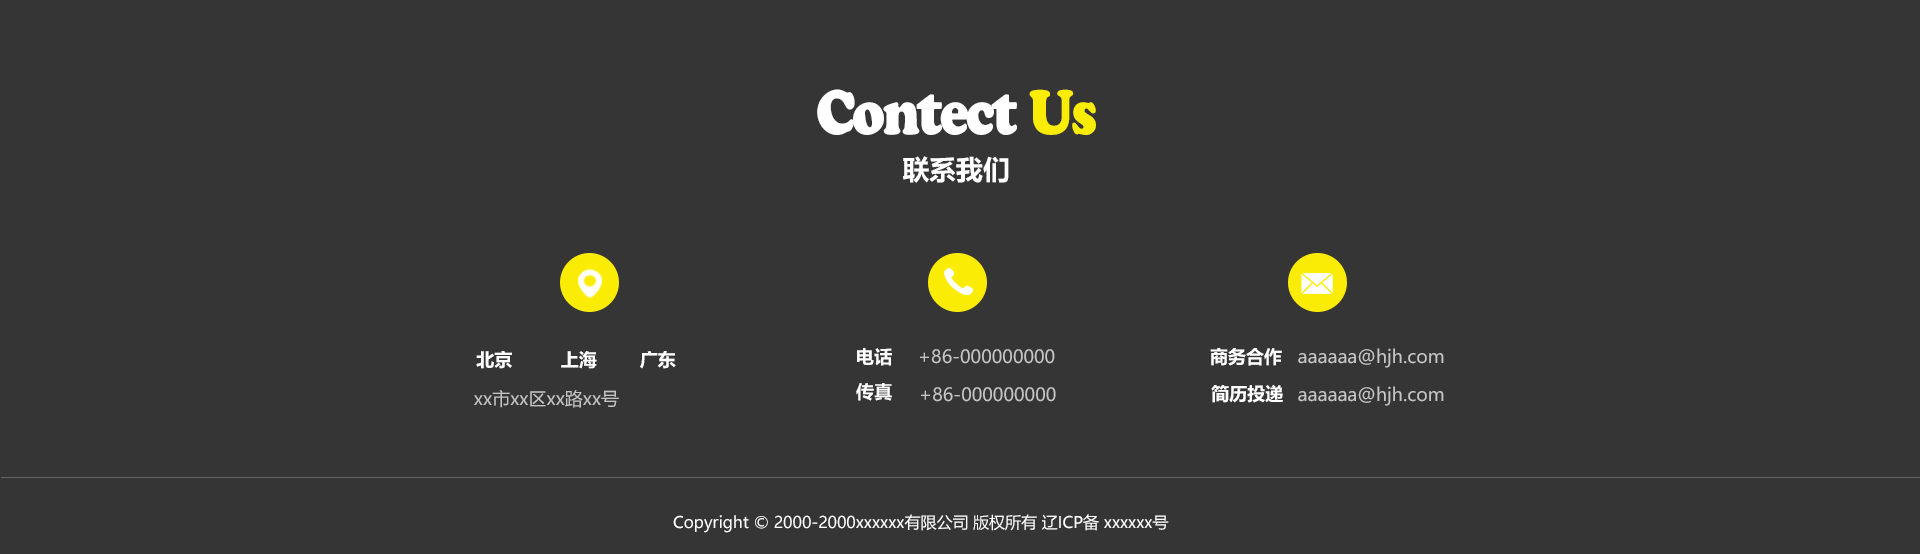 Contect Us
联系我们
北京 上海 广东
xx市xx区xx路xx号
电话 +86-000000000
传真 +86-000000000
商务合作 aaaaaa@hjh.com
简历投递 aaaaaa@hjh.com
Copyright © 2000-2000xxxxxx有限公司 版权所有 辽ICP备 xxxxxx号